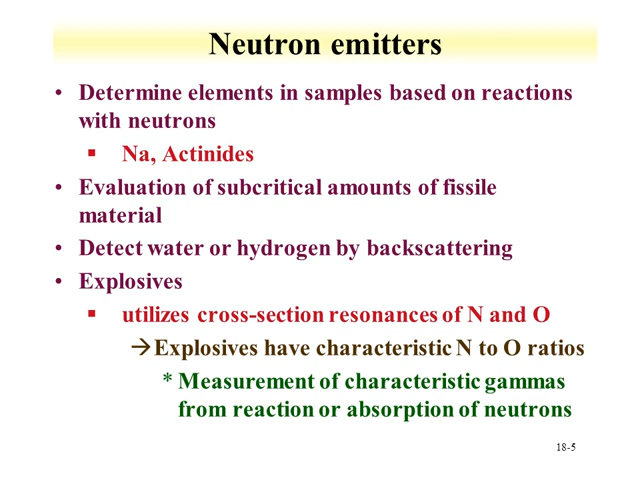 Neutron emitters
• Determine elements in samples based on reactions
with neutrons
▪ Na, Actinides
• Evaluation of subcritical amounts of fissile
material
• Detect water or hydrogen by backscattering
• Explosives
▪ utilizes cross-section resonances of N and O
→Explosives have characteristic N to O ratios
* Measurement of characteristic gammas
from reaction or absorption of neutrons
18-5